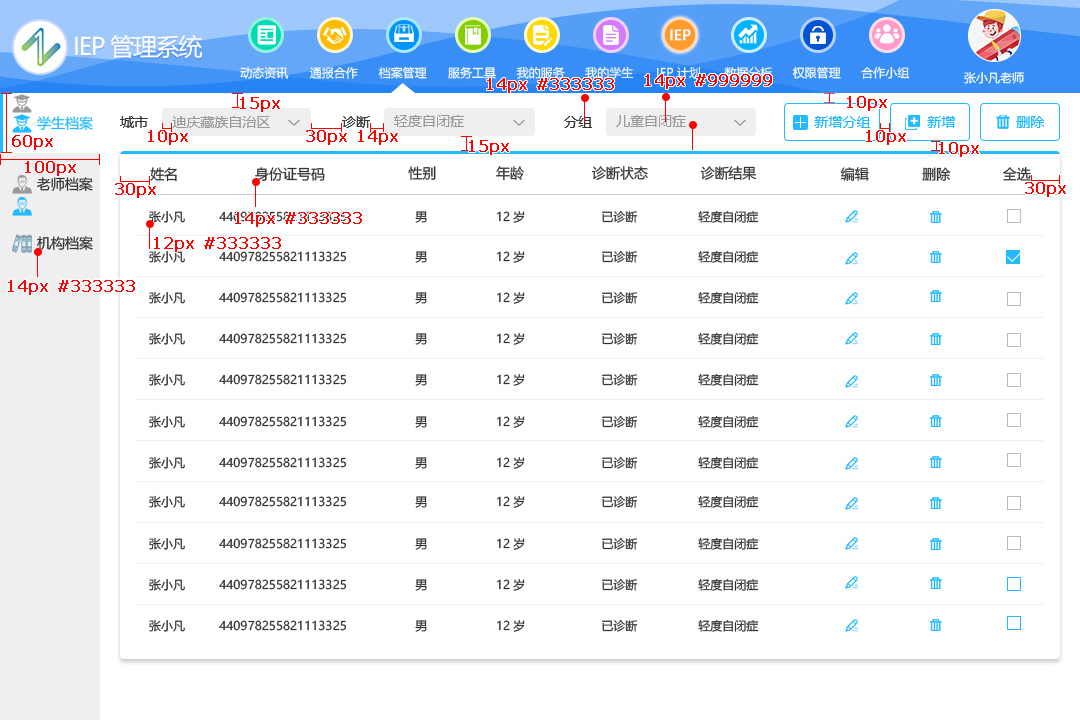 IEP 管理系统
IEP
动态资讯 通报合作 档案管理 服务工具 我的服务 我的学生 IEP 计划 数据分析 权限管理 合作小组 张小凡老师
14px #333333 14px #999999
15px 10px
学生档案 城市 迪庆藏族自治区 诊断 轻度自闭症 分组 儿童自闭症 新增分组 新增 删除
60px 10px 30px 14px 15px 10px 10px
100px
姓名 身份证号码 性别 年龄 诊断状态 诊断结果 编辑 删除 全选
老师档案 30px 30px
张小凡 440978255821113325 男 12 岁 已诊断 轻度自闭症
14px #333333
机构档案 12px #333333
张小凡 440978255821113325 男 12 岁 已诊断 轻度自闭症
14px #333333
张小凡 440978255821113325 男 12 岁 已诊断 轻度自闭症
张小凡 440978255821113325 男 12 岁 已诊断 轻度自闭症
张小凡 440978255821113325 男 12 岁 已诊断 轻度自闭症
张小凡 440978255821113325 男 12 岁 已诊断 轻度自闭症
张小凡 440978255821113325 男 12 岁 已诊断 轻度自闭症
张小凡 440978255821113325 男 12 岁 已诊断 轻度自闭症
张小凡 440978255821113325 男 12 岁 已诊断 轻度自闭症
张小凡 440978255821113325 男 12 岁 已诊断 轻度自闭症
张小凡 440978255821113325 男 12 岁 已诊断 轻度自闭症